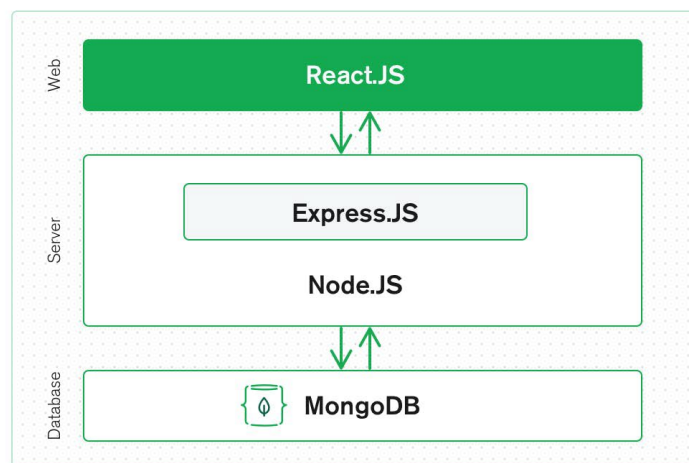 Web
React.JS
Server
Express.JS
Node.JS
Database
MongoDB